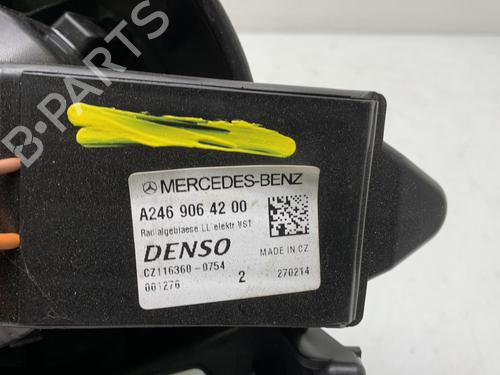 B-PARTS
MERCEDES-BENZ
A246 906 42 00
Radialgeblaese LL elektr VST
DENSO
MADE IN CZ
CZ116360-0754
001276 2 270214